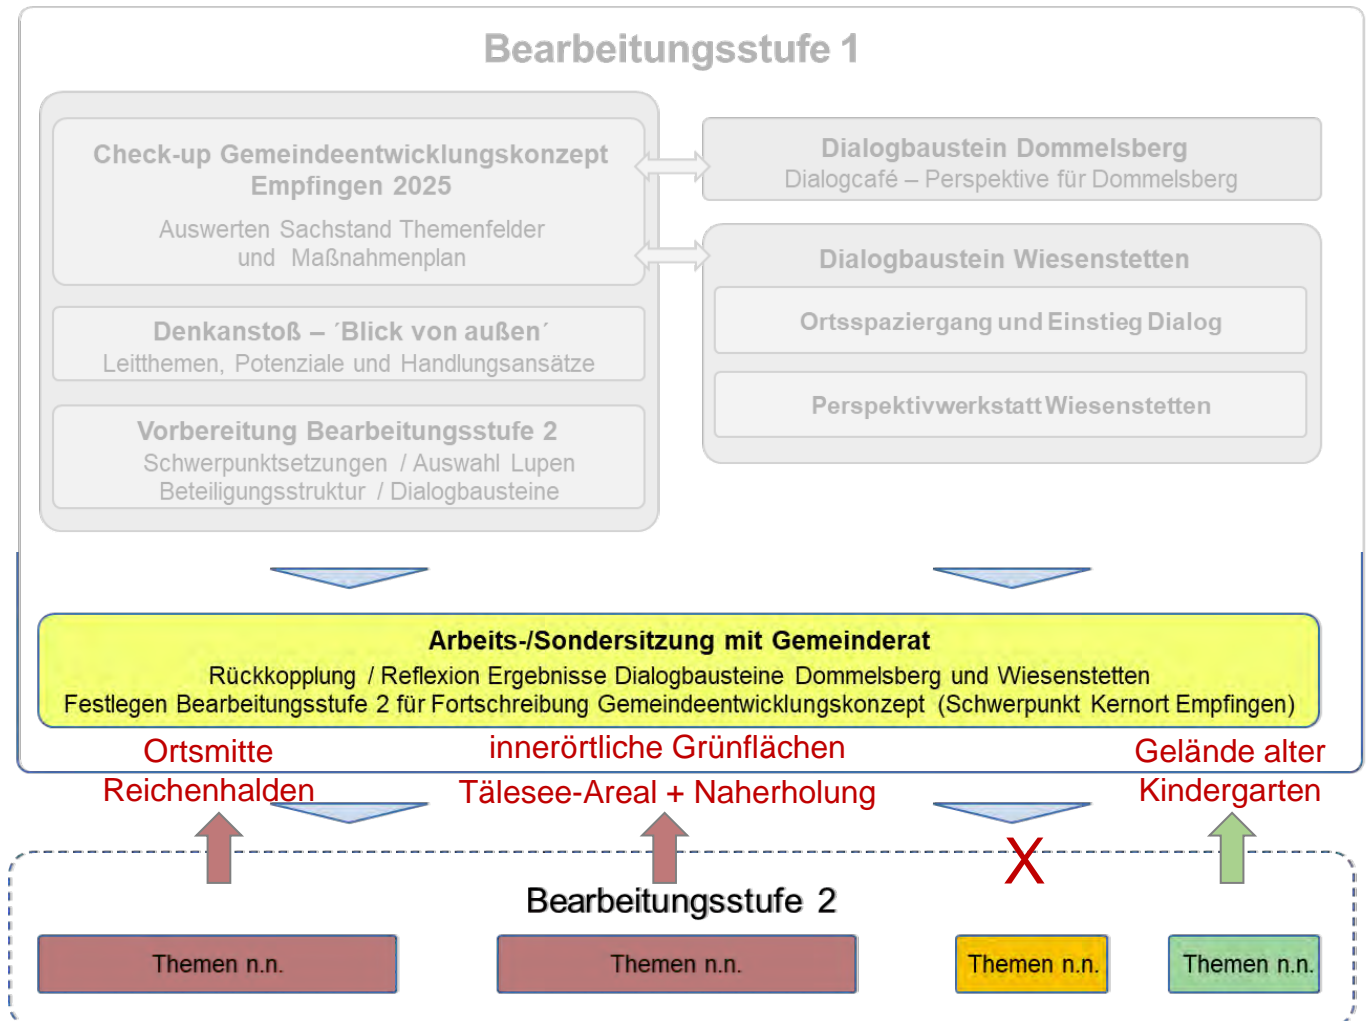 Bearbeitungsstufe 1
Check-up Gemeindeentwicklungskonzept
Empfingen 2025
Auswerten Sachstand Themenfelder
und Maßnahmenplan
Denkanstoß – ´Blick von außen´
Leitthemen, Potenziale und Handlungsansätze
Vorbereitung Bearbeitungsstufe 2
Schwerpunktsetzungen / Auswahl Lupen
Beteiligungsstruktur / Dialogbausteine
Dialogbaustein Dommelsberg
Dialogcafé – Perspektive für Dommelsberg
Dialogbaustein Wiesenstetten
Ortsspaziergang und Einstieg Dialog
Perspektivwerkstatt Wiesenstetten
Arbeits-/Sondersitzung mit Gemeinderat
Rückkopplung / Reflexion Ergebnisse Dialogbausteine Dommelsberg und Wiesenstetten
Festlegen Bearbeitungsstufe 2 für Fortschreibung Gemeindeentwicklungskonzept (Schwerpunkt Kernort Empfingen)
Ortsmitte
Reichenhalden
innerörtliche Grünflächen
Tälesee-Areal + Naherholung
Gelände alter
Kindergarten
X
Bearbeitungsstufe 2
Themen n.n.
Themen n.n.
Themen n.n.
Themen n.n.